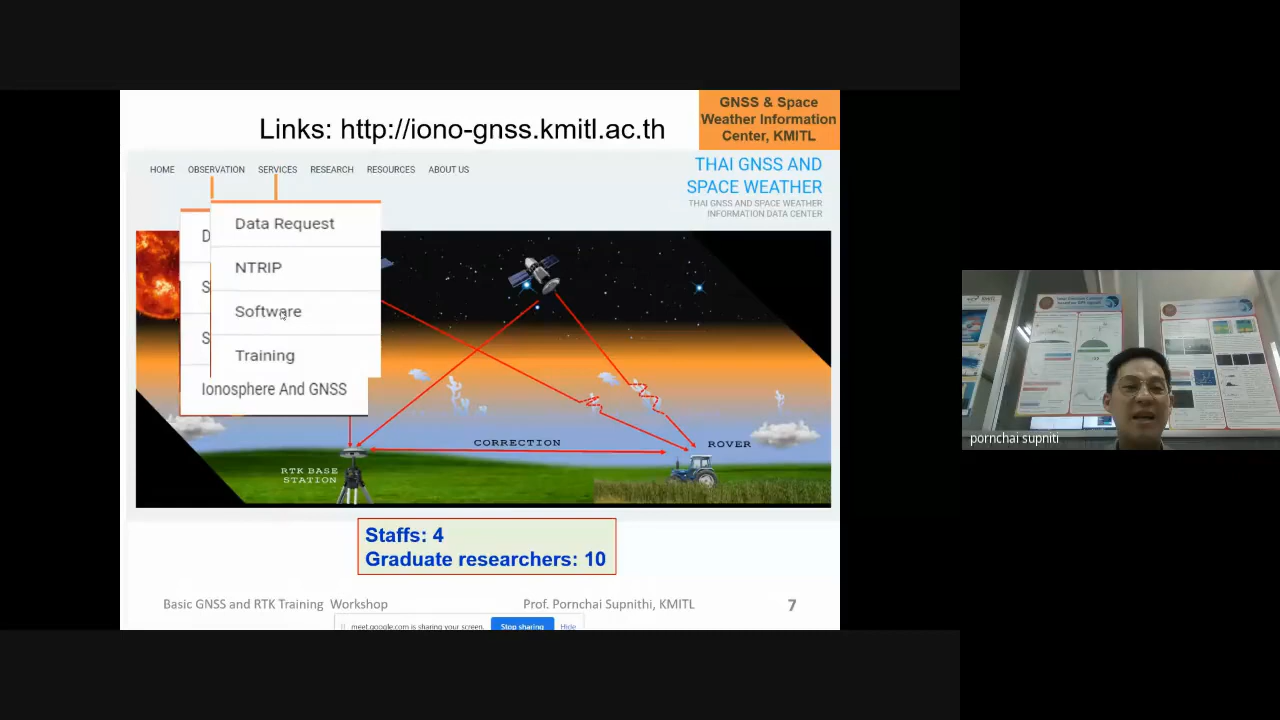 Links: http://iono-gnss.kmitl.ac.th
GNSS & Space
Weather Information
Center, KMITL
HOME OBSERVATION SERVICES RESEARCH RESOURCES ABOUT US
THAI GNSS AND
SPACE WEATHER
THAI GNSS AND SPACE WEATHER
INFORMATION DATA CENTER
D
S
S
Data Request
NTRIP
Software
Training
Ionosphere And GNSS
CORRECTION
ROVER
RTK BASE
STATION
Staffs: 4
Graduate researchers: 10
Basic GNSS and RTK Training Workshop
Prof. Pornchai Supnithi, KMITL
7
meet.google.com is sharing your screen.
Stop sharing
Hide
pornchai supniti